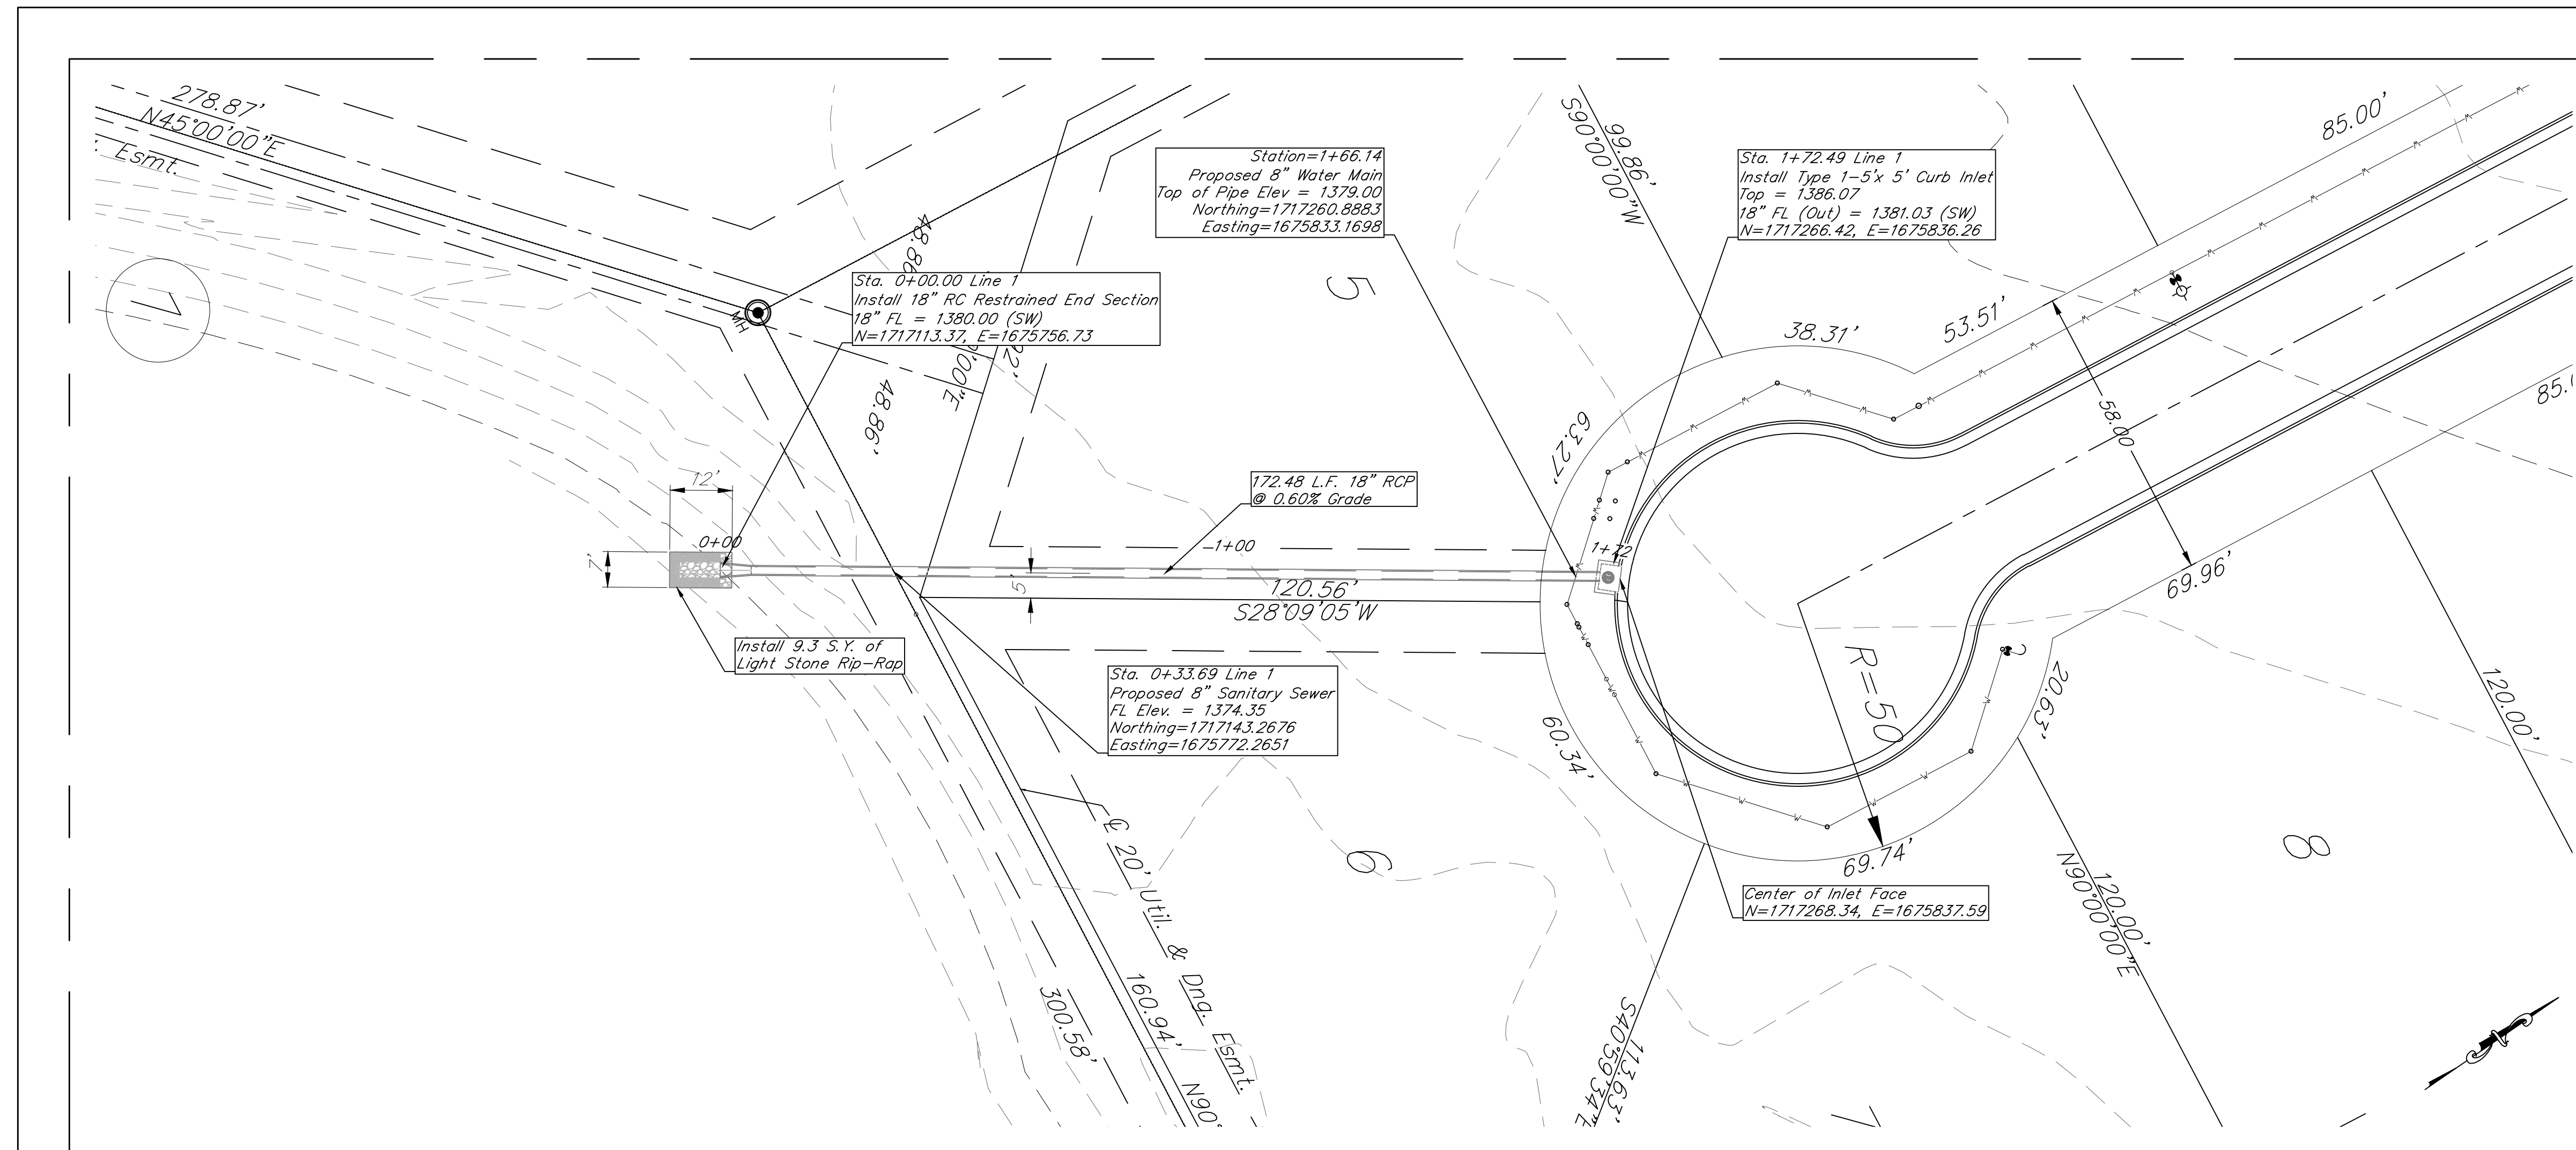 278.87'
N45°00'00"E
Esmt.
1
MH
48.86'
48.86'
Sta. 0+00.00 Line 1
Install 18" RC Restrained End Section
18" FL = 1380.00 (SW)
N=1717113.37, E=1675756.73
Station=1+66.14
Proposed 8" Water Main
Top of Pipe Elev = 1379.00
Northing=1717260.8883
Easting=1675833.1698
5
99.86'
S90°00'00"W
Sta. 1+72.49 Line 1
Install Type 1-5'x 5' Curb Inlet
Top = 1386.07
18" FL (Out) = 1381.03 (SW)
N=1717266.42, E=1675836.26
85.00'
53.51'
38.31'
63.27'
58.00
12'
7'
0+00
172.48 L.F. 18" RCP
@ 0.60% Grade
1+00
1+72
5'
120.56'
S28°09'05'W
Install 9.3 S.Y. of
Light Stone Rip-Rap
Sta. 0+33.69 Line 1
Proposed 8" Sanitary Sewer
FL Elev. = 1374.35
Northing=1717143.2676
Easting=1675772.2651
69.96'
R=50
20.63'
60.34'
69.74'
120.00'
6
8
Center of Inlet Face
N=1717268.34, E=1675837.59
120.00'
N90°00'00"E
℄ 20' Util. & Dng. Esmt.
160.94'
300.58'
113.63'
S40°59'34"E